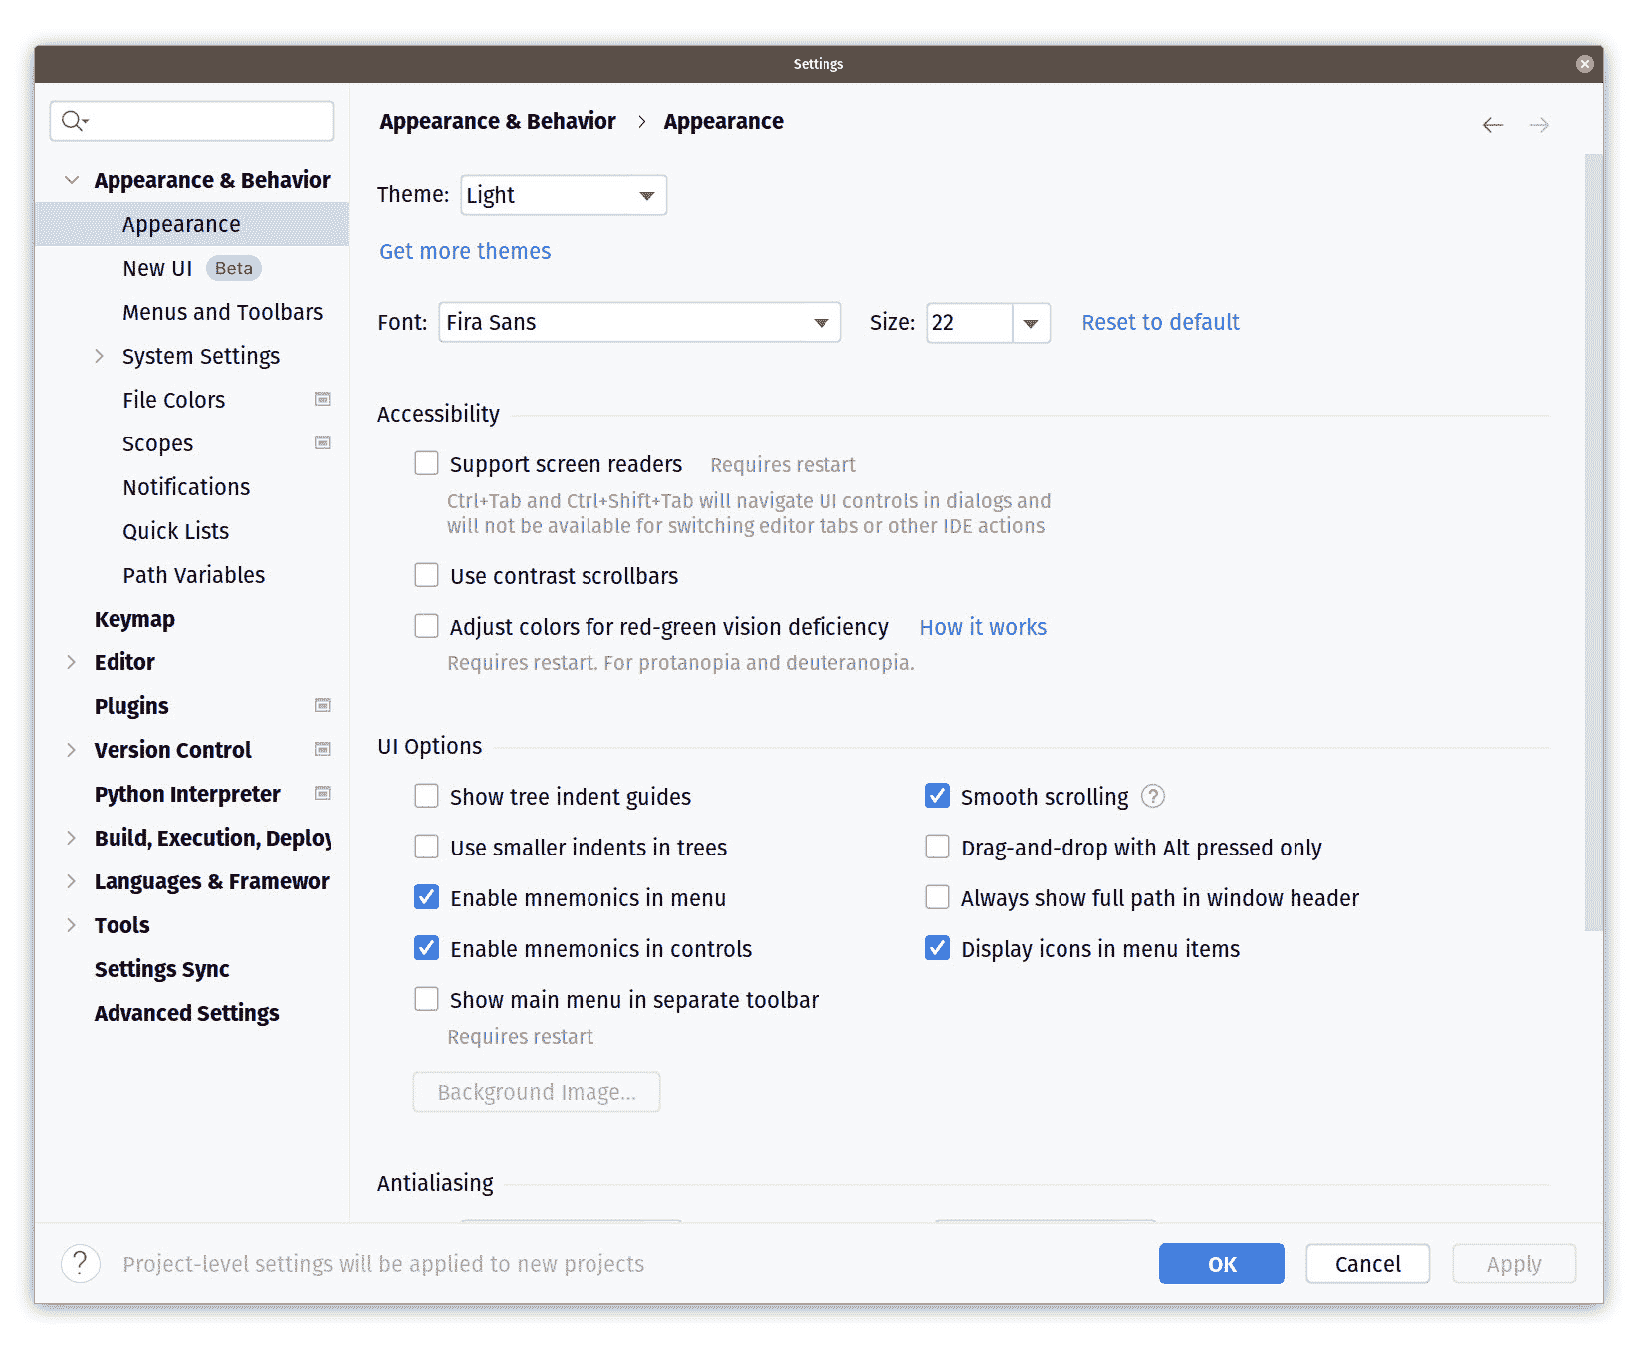 Settings
Appearance & Behavior
Appearance
New UI Beta
Menus and Toolbars
System Settings
File Colors
Scopes
Notifications
Quick Lists
Path Variables
Keymap
Editor
Plugins
Version Control
Python Interpreter
Build, Execution, Deploy
Languages & Framewor
Tools
Settings Sync
Advanced Settings
Appearance & Behavior > Appearance
Theme: Light
Get more themes
Font: Fira Sans Size: 22 Reset to default
Accessibility
Support screen readers Requires restart
Ctrl+Tab and Ctrl+Shift+Tab will navigate UI controls in dialogs and
will not be available for switching editor tabs or other IDE actions
Use contrast scrollbars
Adjust colors for red-green vision deficiency How it works
Requires restart. For protanopia and deuteranopia.
UI Options
Show tree indent guides
Smooth scrolling ?
Use smaller indents in trees
Drag-and-drop with Alt pressed only
Enable mnemonics in menu
Always show full path in window header
Enable mnemonics in controls
Display icons in menu items
Show main menu in separate toolbar
Requires restart
Background Image...
Antialiasing
? Project-level settings will be applied to new projects
OK Cancel Apply